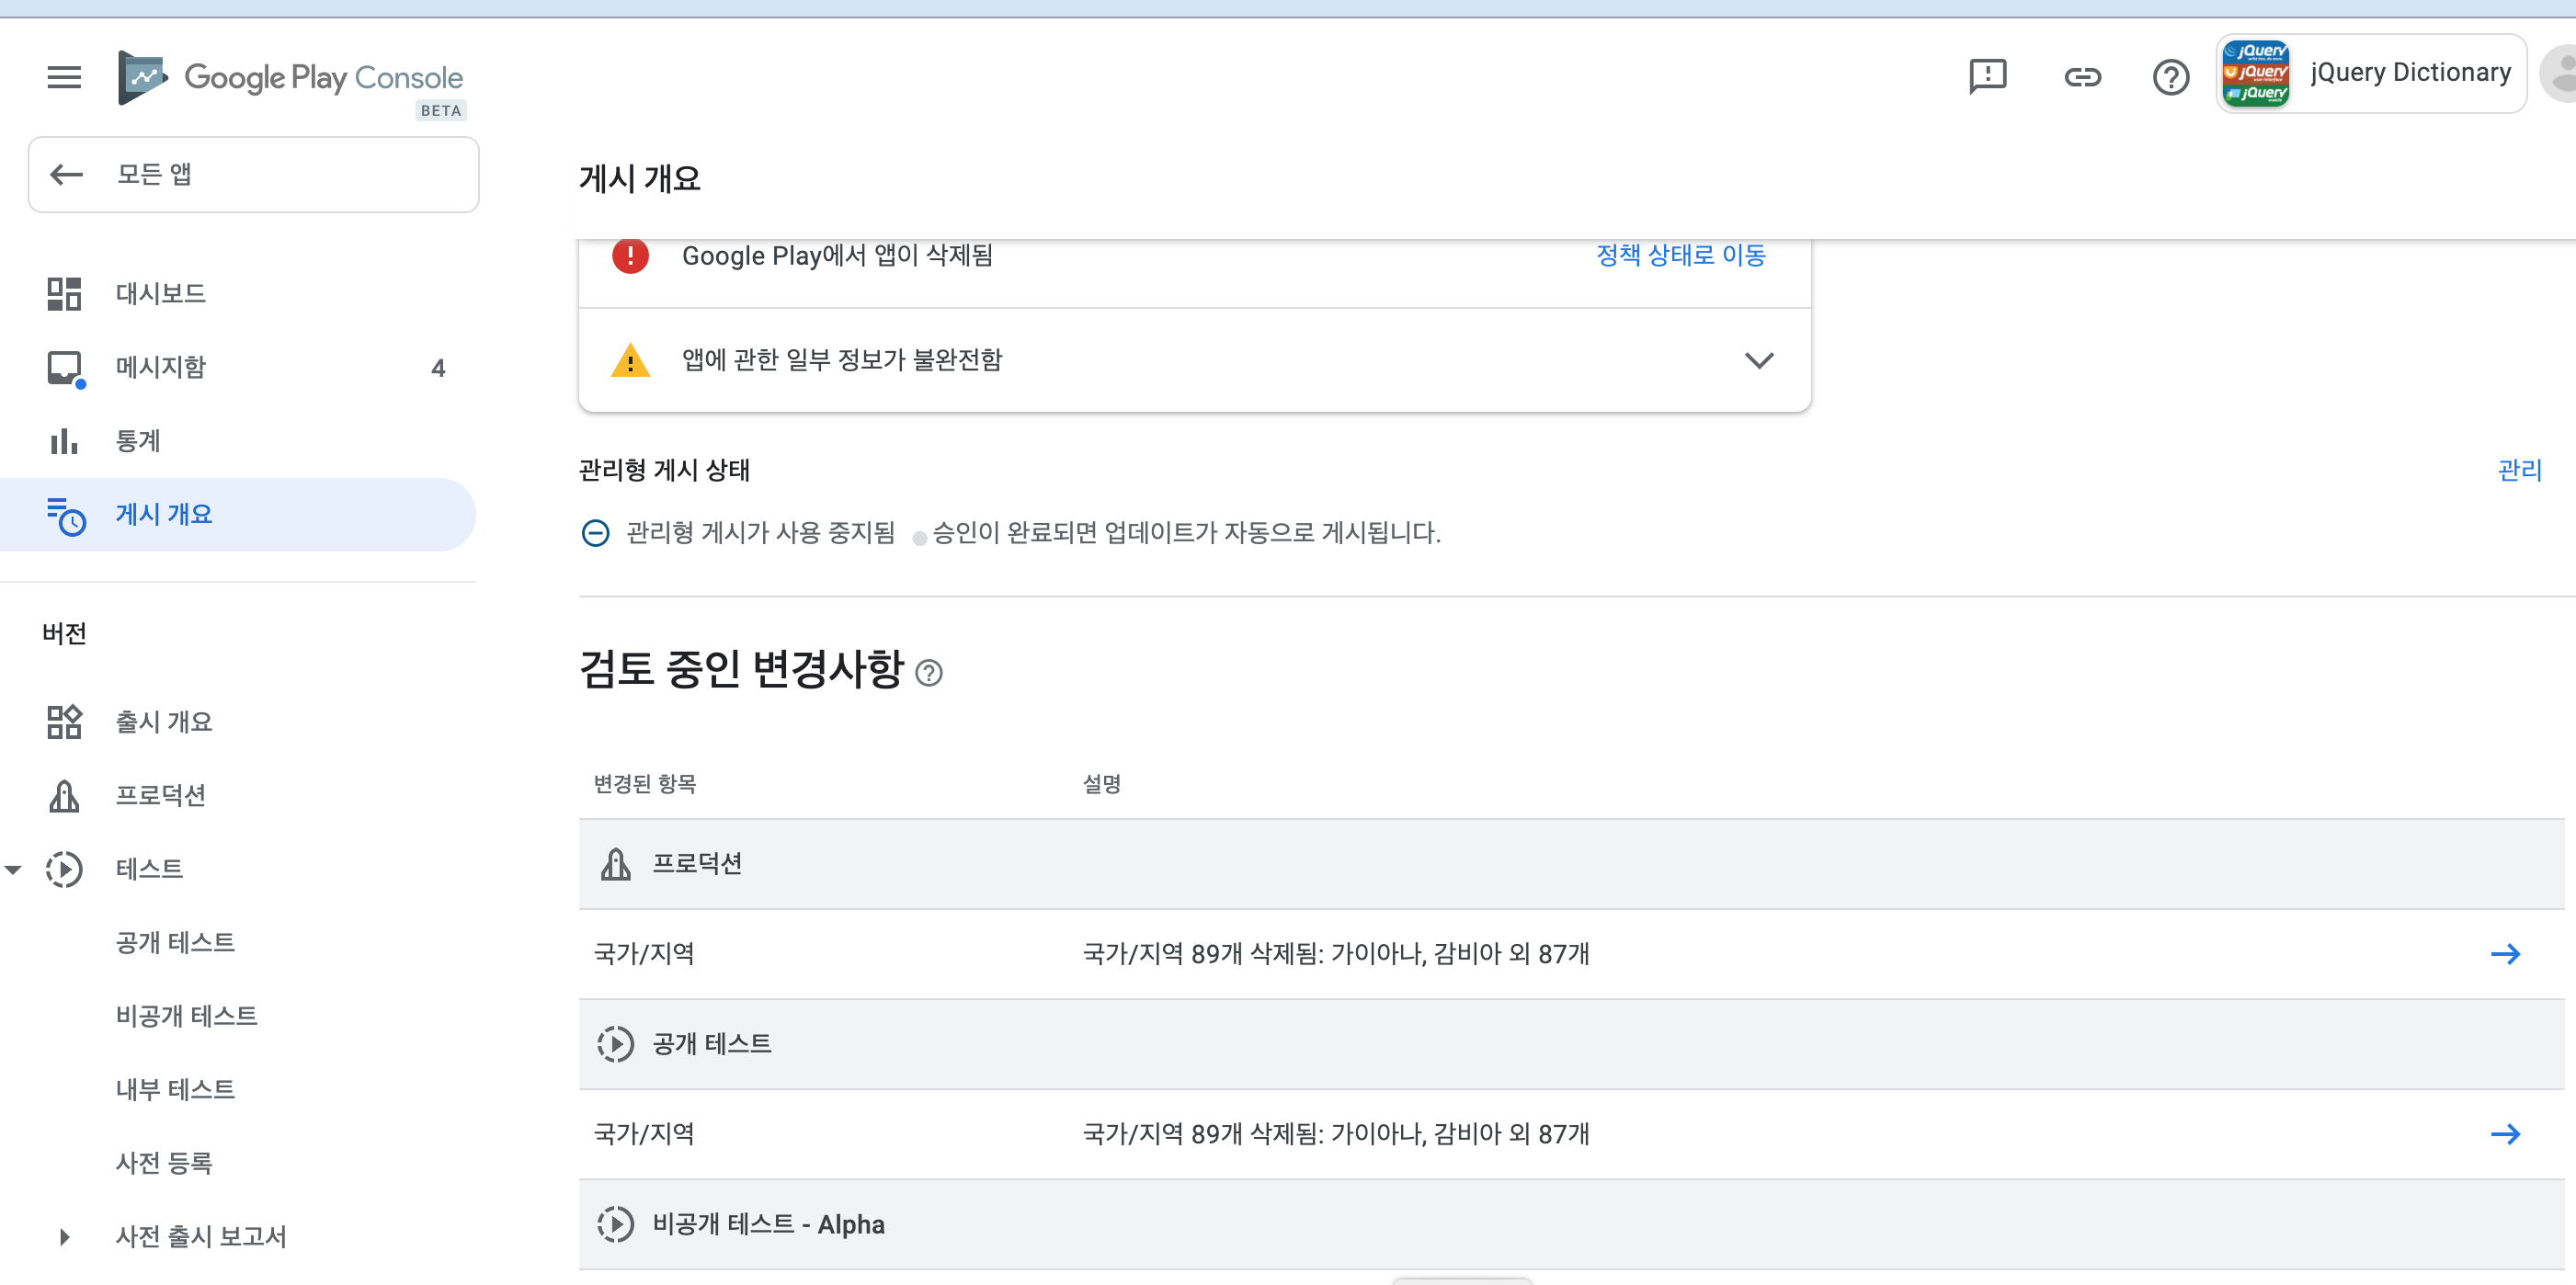 Google Play Console
BETA
jQuery
jQuery
jQuery
jQuery Dictionary
모든 앱
게시 개요
대시보드
메시지함 4
통계
게시 개요
버전
출시 개요
프로덕션
테스트
공개 테스트
비공개 테스트
내부 테스트
사전 등록
사전 출시 보고서
Google Play에서 앱이 삭제됨 정책 상태로 이동
앱에 관한 일부 정보가 불완전함
관리형 게시 상태 관리
관리형 게시가 사용 중지됨 승인이 완료되면 업데이트가 자동으로 게시됩니다.
검토 중인 변경사항
변경된 항목 설명
프로덕션
국가/지역 국가/지역 89개 삭제됨: 가이아나, 감비아 외 87개
공개 테스트
국가/지역 국가/지역 89개 삭제됨: 가이아나, 감비아 외 87개
비공개 테스트 - Alpha